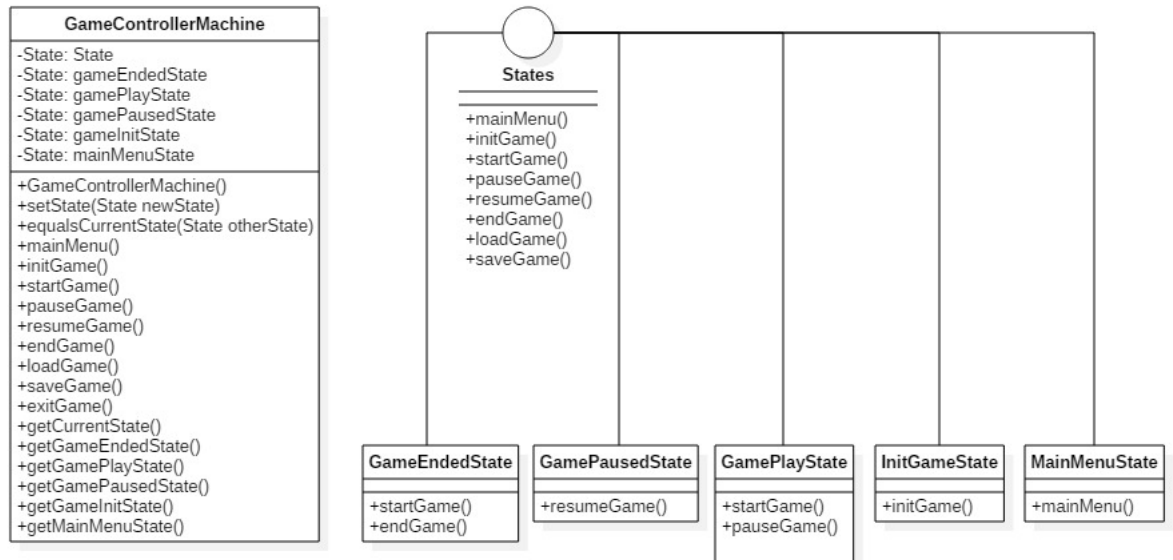 GameControllerMachine
-State: State
-State: gameEndedState
-State: gamePlayState
-State: gamePausedState
-State: gameInitState
-State: mainMenuState
+GameControllerMachine()
+setState(State newState)
+equalsCurrentState(State otherState)
+mainMenu()
+initGame()
+startGame()
+pauseGame()
+resumeGame()
+endGame()
+loadGame()
+saveGame()
+exitGame()
+getCurrentState()
+getGameEndedState()
+getGamePlayState()
+getGamePausedState()
+getGameInitState()
+getMainMenuState()
States
+mainMenu()
+initGame()
+startGame()
+pauseGame()
+resumeGame()
+endGame()
+loadGame()
+saveGame()
GameEndedState
+startGame()
+endGame()
GamePausedState
+resumeGame()
GamePlayState
+startGame()
+pauseGame()
InitGameState
+initGame()
MainMenuState
+mainMenu()